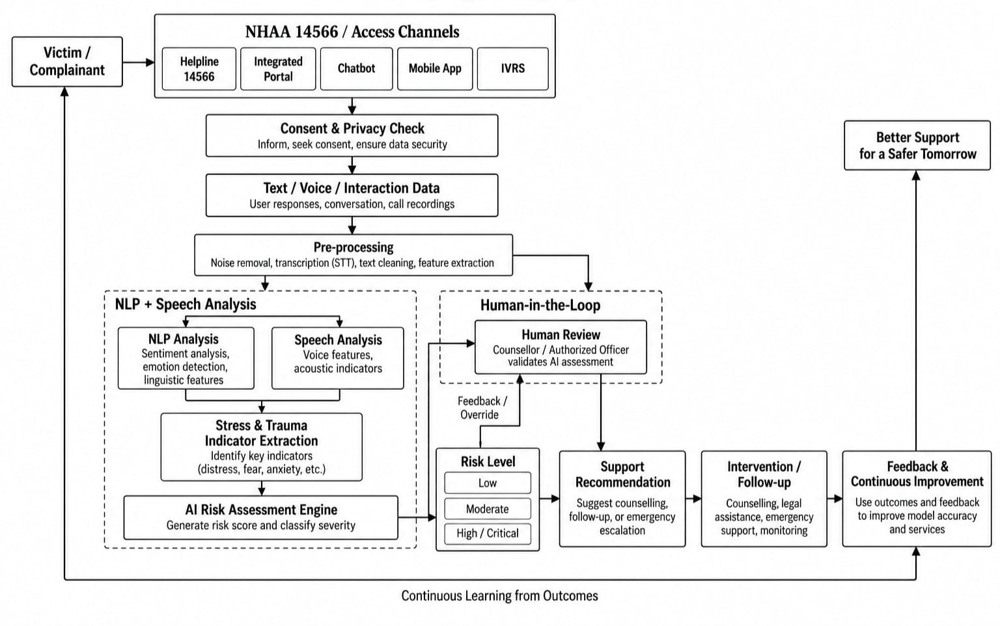 Victim /
Complainant
NHAA 14566 / Access Channels
Helpline
14566
Integrated
Portal
Chatbot
Mobile App
IVRS
Consent & Privacy Check
Inform, seek consent, ensure data security
Text / Voice / Interaction Data
User responses, conversation, call recordings
Pre-processing
Noise removal, transcription (STT), text cleaning, feature extraction
NLP + Speech Analysis
NLP Analysis
Sentiment analysis,
emotion detection,
linguistic features
Speech Analysis
Voice features,
acoustic indicators
Stress & Trauma
Indicator Extraction
Identify key indicators
(distress, fear, anxiety, etc.)
AI Risk Assessment Engine
Generate risk score and classify severity
Human-in-the-Loop
Human Review
Counsellor / Authorized Officer
validates AI assessment
Feedback /
Override
Risk Level
Low
Moderate
High / Critical
Support
Recommendation
Suggest counselling,
follow-up, or emergency
escalation
Intervention /
Follow-up
Counselling, legal
assistance, emergency
support, monitoring
Feedback &
Continuous Improvement
Use outcomes and feedback
to improve model accuracy
and services
Better Support
for a Safer Tomorrow
Continuous Learning from Outcomes